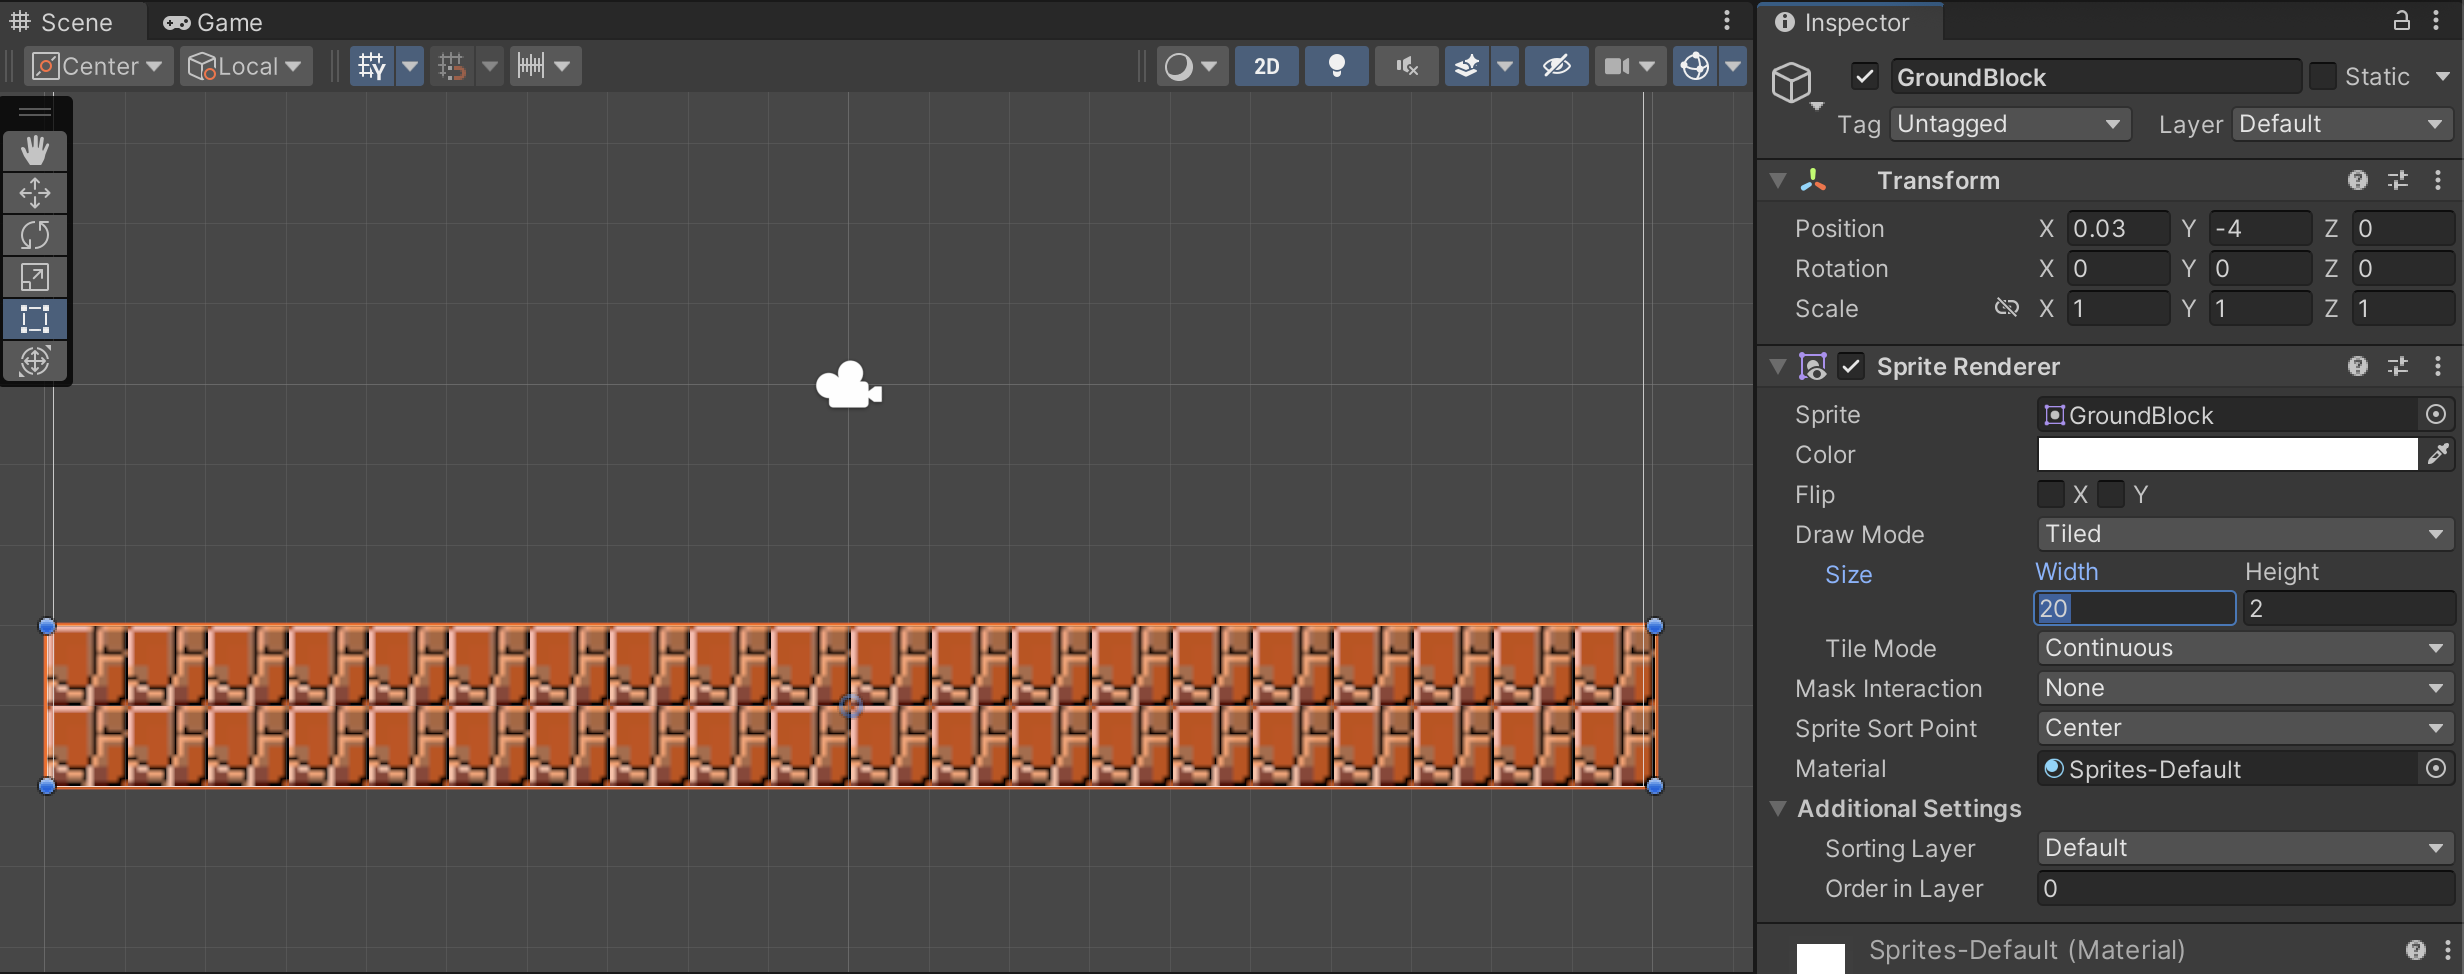 Scene Game
Center Local 2D
Inspector
GroundBlock Static
Tag Untagged Layer Default
Transform
Position X 0.03 Y -4 Z 0
Rotation X 0 Y 0 Z 0
Scale X 1 Y 1 Z 1
Sprite Renderer
Sprite GroundBlock
Color
Flip X Y
Draw Mode Tiled
Size Width Height
20 2
Tile Mode Continuous
Mask Interaction None
Sprite Sort Point Center
Material Sprites-Default
Additional Settings
Sorting Layer Default
Order in Layer 0
Sprites-Default (Material)